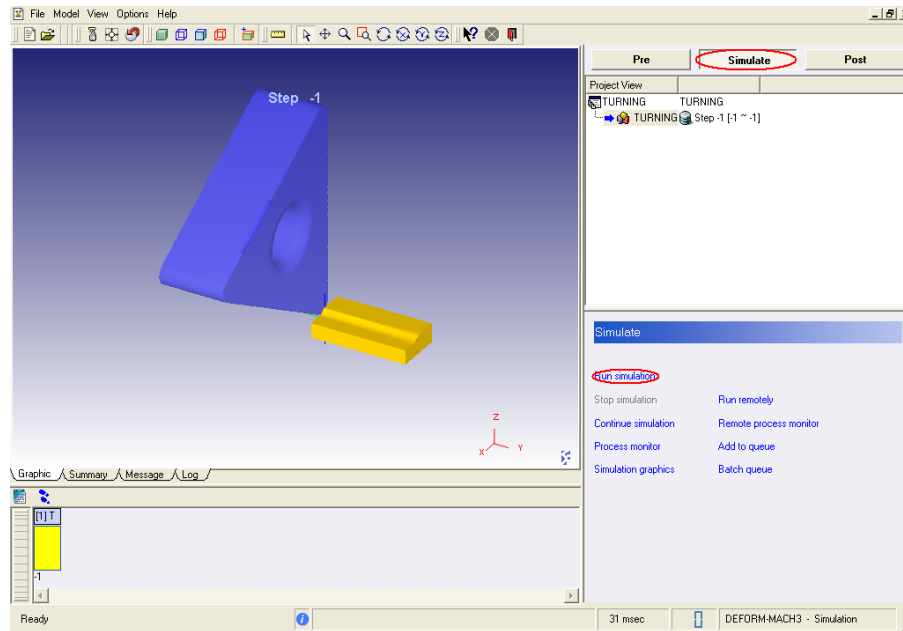 File Model View Options Help
Pre Simulate Post
Project View
TURNING TURNING
TURNING Step -1 [-1 ~ -1]
Step -1
Z
X Y
Simulate
Run simulation
Stop simulation Run remotely
Continue simulation Remote process monitor
Process monitor Add to queue
Simulation graphics Batch queue
Graphic Summary Message Log
[1] T
-1
Ready 31 msec DEFORM-MACH3 - Simulation